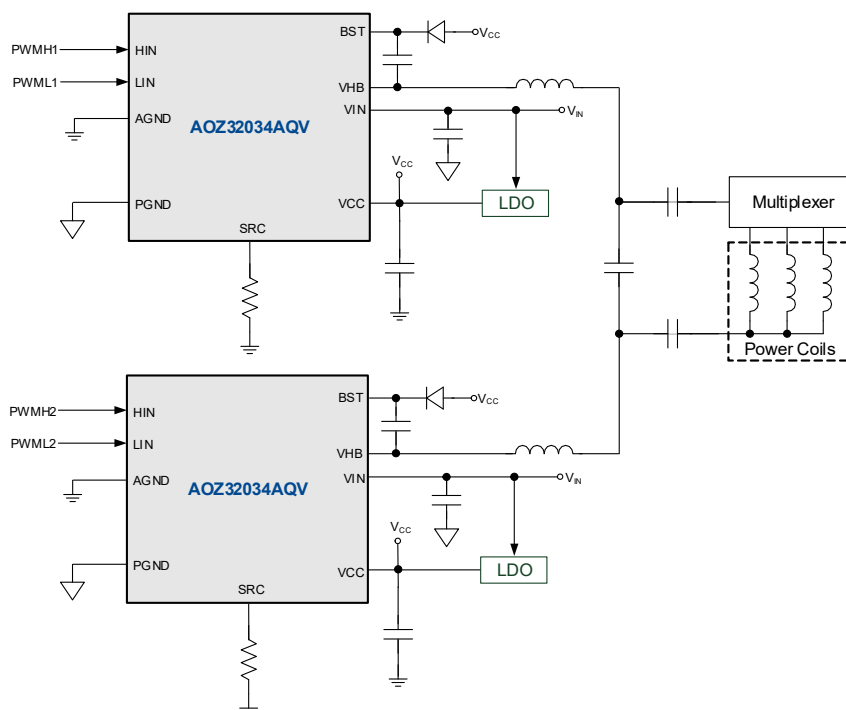 BST
VCC
PWMH1
HIN
PWML1
LIN
VHB
VIN
VIN
AGND
AOZ32034AQV
VCC
PGND
VCC
LDO
SRC
Multiplexer
Power Coils
BST
VCC
PWMH2
HIN
PWML2
LIN
VHB
VIN
VIN
AGND
AOZ32034AQV
VCC
PGND
VCC
LDO
SRC